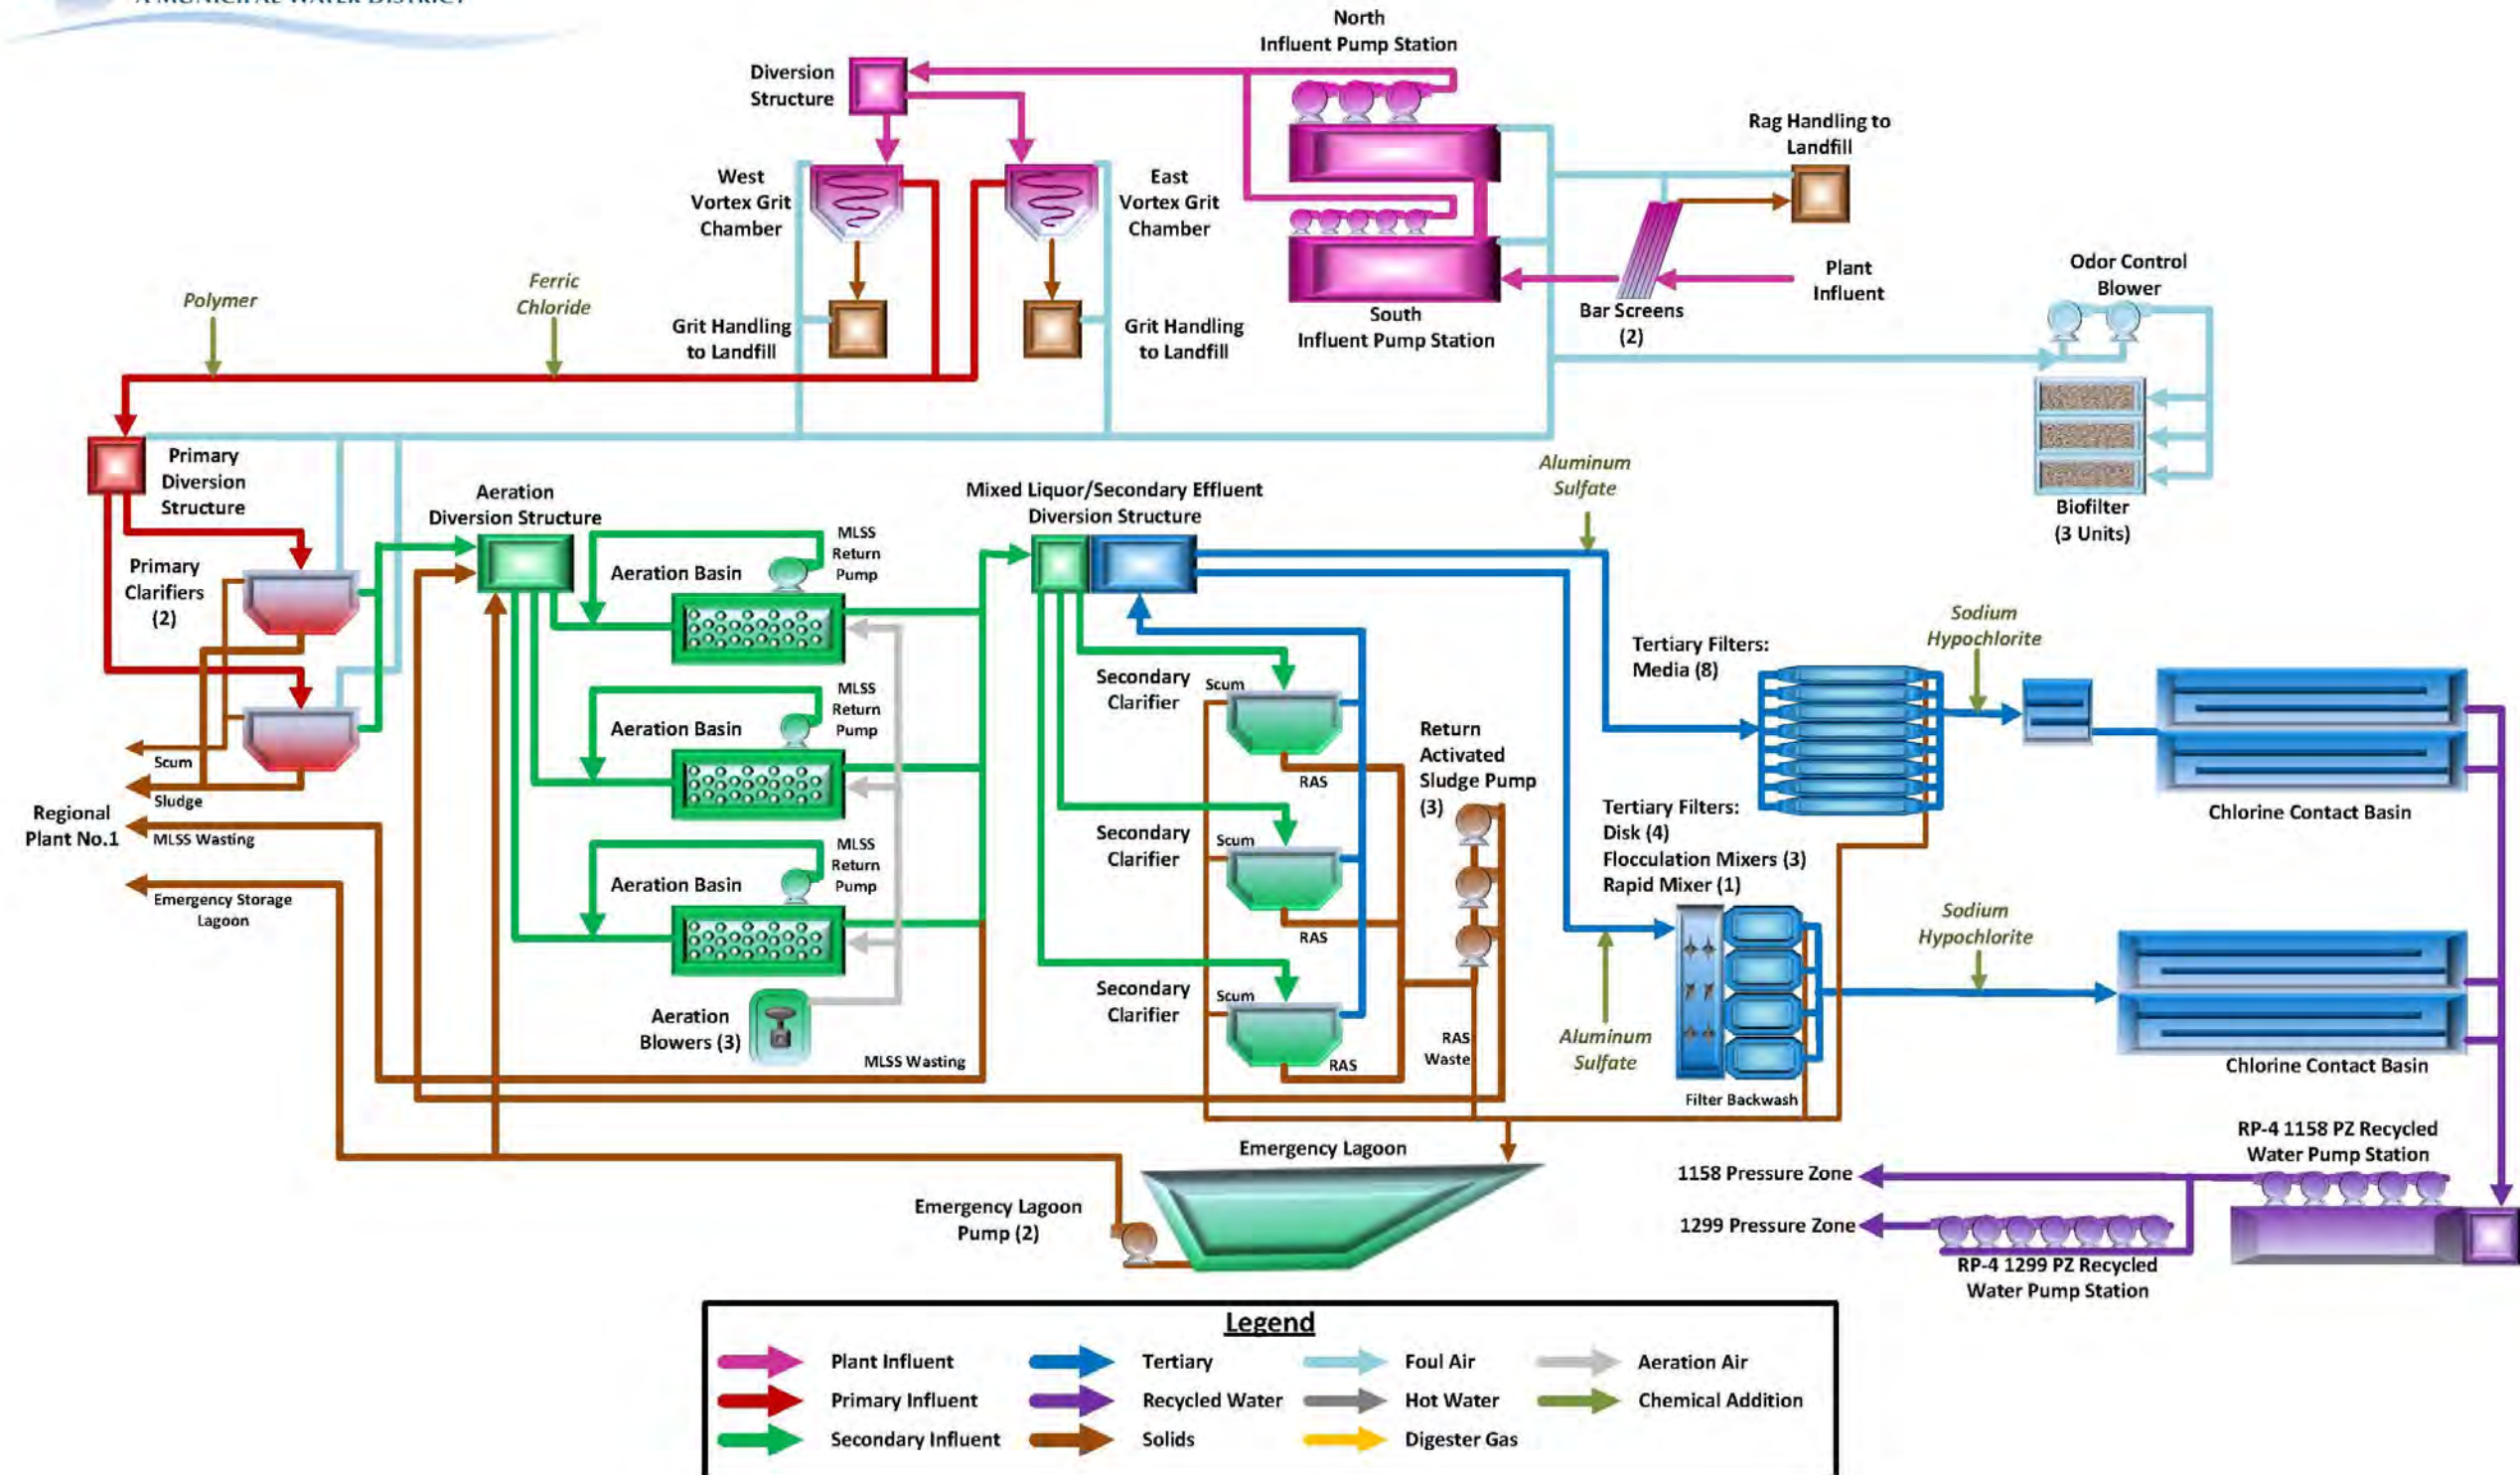 A MUNICIPAL WATER DISTRICT
North
Influent Pump Station
Diversion
Structure
Rag Handling to
Landfill
West
Vortex Grit
Chamber
East
Vortex Grit
Chamber
Plant
Influent
Odor Control
Blower
Polymer
Ferric
Chloride
Grit Handling
to Landfill
Grit Handling
to Landfill
South
Influent Pump Station
Bar Screens
(2)
Primary
Diversion
Structure
Aeration
Diversion Structure
Mixed Liquor/Secondary Effluent
Diversion Structure
Aluminum
Sulfate
Biofilter
(3 Units)
Primary
Clarifiers
(2)
Aeration Basin
MLSS
Return
Pump
Aeration Basin
MLSS
Return
Pump
Aeration Basin
MLSS
Return
Pump
Secondary
Clarifier
Scum
RAS
Secondary
Clarifier
Scum
RAS
Secondary
Clarifier
Scum
RAS
Return
Activated
Sludge Pump
(3)
Tertiary Filters:
Media (8)
Sodium
Hypochlorite
Chlorine Contact Basin
Tertiary Filters:
Disk (4)
Flocculation Mixers (3)
Rapid Mixer (1)
Sodium
Hypochlorite
Scum
Sludge
Regional
Plant No.1
MLSS Wasting
Emergency Storage
Lagoon
Aeration
Blowers (3)
MLSS Wasting
RAS
Waste
Aluminum
Sulfate
Filter Backwash
Chlorine Contact Basin
Emergency Lagoon
Emergency Lagoon
Pump (2)
RP-4 1158 PZ Recycled
Water Pump Station
1158 Pressure Zone
1299 Pressure Zone
RP-4 1299 PZ Recycled
Water Pump Station
Legend
Plant Influent
Tertiary
Foul Air
Aeration Air
Primary Influent
Recycled Water
Hot Water
Chemical Addition
Secondary Influent
Solids
Digester Gas